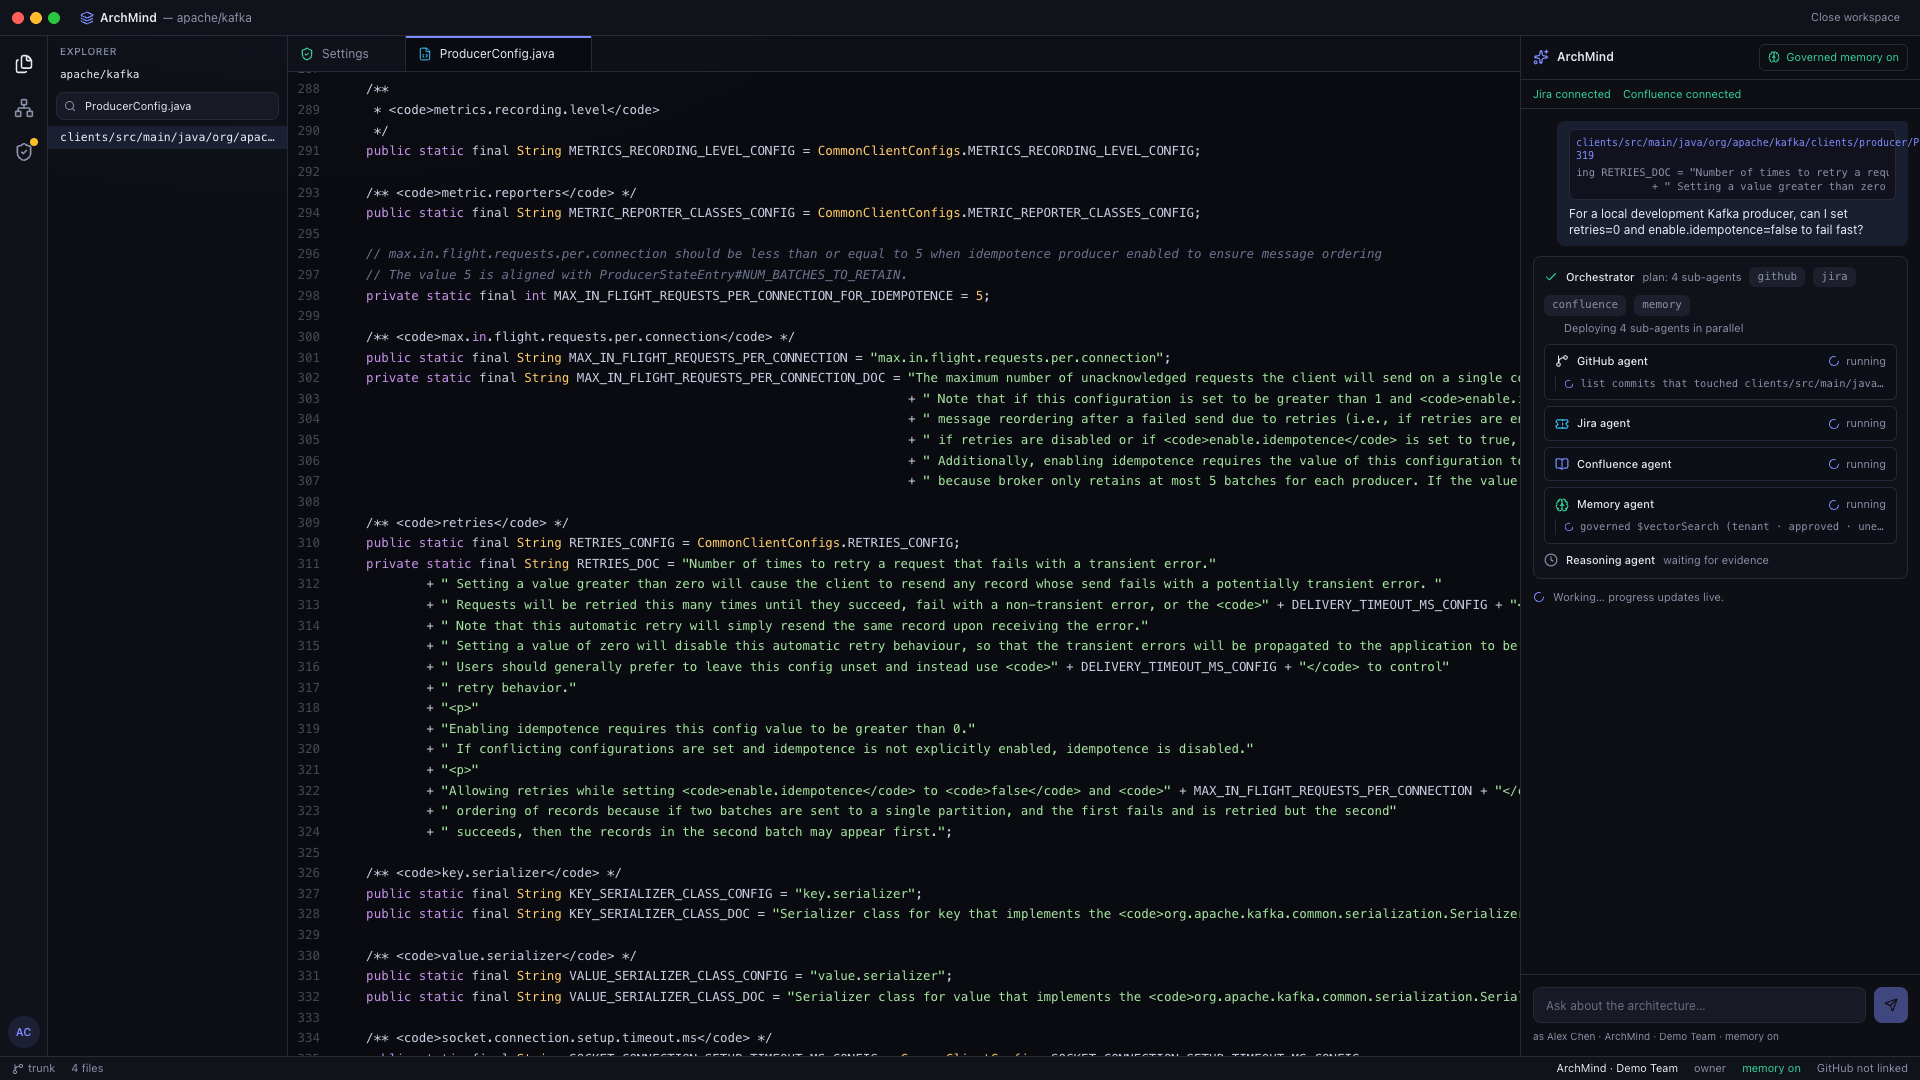 ArchMind — apache/kafka
Close workspace
EXPLORER
apache/kafka
ProducerConfig.java
clients/src/main/java/org/apac…
Settings
ProducerConfig.java
288 /**
289 * <code>metrics.recording.level</code>
290 */
291 public static final String METRICS_RECORDING_LEVEL_CONFIG = CommonClientConfigs.METRICS_RECORDING_LEVEL_CONFIG;
292
293 /** <code>metric.reporters</code> */
294 public static final String METRIC_REPORTER_CLASSES_CONFIG = CommonClientConfigs.METRIC_REPORTER_CLASSES_CONFIG;
295
296 // max.in.flight.requests.per.connection should be less than or equal to 5 when idempotence producer enabled to ensure message ordering
297 // The value 5 is aligned with ProducerStateEntry#NUM_BATCHES_TO_RETAIN.
298 private static final int MAX_IN_FLIGHT_REQUESTS_PER_CONNECTION_FOR_IDEMPOTENCE = 5;
299
300 /** <code>max.in.flight.requests.per.connection</code> */
301 public static final String MAX_IN_FLIGHT_REQUESTS_PER_CONNECTION = "max.in.flight.requests.per.connection";
302 private static final String MAX_IN_FLIGHT_REQUESTS_PER_CONNECTION_DOC = "The maximum number of unacknowledged requests the client will send on a single
303 + " Note that if this configuration is set to be greater than 1 and <code>enable.
304 + " message reordering after a failed send due to retries (i.e., if retries are
305 + " if retries are disabled or if <code>enable.idempotence</code> is set to true,
306 + " Additionally, enabling idempotence requires the value of this configuration
307 + " because broker only retains at most 5 batches for each producer. If the value
308
309 /** <code>retries</code> */
310 public static final String RETRIES_CONFIG = CommonClientConfigs.RETRIES_CONFIG;
311 private static final String RETRIES_DOC = "Number of times to retry a request that fails with a transient error."
312 + " Setting a value greater than zero will cause the client to resend any record whose send fails with a potentially transient error. "
313 + " Requests will be retried this many times until they succeed, fail with a non-transient error, or the <code>" + DELIVERY_TIMEOUT_MS_CONFIG + "
314 + " Note that this automatic retry will simply resend the same record upon receiving the error."
315 + " Setting a value of zero will disable this automatic retry behaviour, so that the transient errors will be propagated to the application to be
316 + " Users should generally prefer to leave this config unset and instead use <code>" + DELIVERY_TIMEOUT_MS_CONFIG + "</code> to control"
317 + " retry behavior."
318 + "<p>"
319 + "Enabling idempotence requires this config value to be greater than 0."
320 + " If conflicting configurations are set and idempotence is not explicitly enabled, idempotence is disabled."
321 + "<p>"
322 + "Allowing retries while setting <code>enable.idempotence</code> to <code>false</code> and <code>" + MAX_IN_FLIGHT_REQUESTS_PER_CONNECTION + "</
323 + " ordering of records because if two batches are sent to a single partition, and the first fails and is retried but the second"
324 + " succeeds, then the records in the second batch may appear first.";
325
326 /** <code>key.serializer</code> */
327 public static final String KEY_SERIALIZER_CLASS_CONFIG = "key.serializer";
328 public static final String KEY_SERIALIZER_CLASS_DOC = "Serializer class for key that implements the <code>org.apache.kafka.common.serialization.Serializer
329
330 /** <code>value.serializer</code> */
331 public static final String VALUE_SERIALIZER_CLASS_CONFIG = "value.serializer";
332 public static final String VALUE_SERIALIZER_CLASS_DOC = "Serializer class for value that implements the <code>org.apache.kafka.common.serialization.Serial
333
334 /** <code>socket.connection.setup.timeout.ms</code> */
ArchMind
Governed memory on
Jira connected Confluence connected
clients/src/main/java/org/apache/kafka/clients/producer/P
319
ing RETRIES_DOC = "Number of times to retry a requ
+ " Setting a value greater than zero
For a local development Kafka producer, can I set
retries=0 and enable.idempotence=false to fail fast?
Orchestrator plan: 4 sub-agents github jira
confluence memory
Deploying 4 sub-agents in parallel
GitHub agent running
list commits that touched clients/src/main/java…
Jira agent running
Confluence agent running
Memory agent running
governed $vectorSearch (tenant · approved · une…
Reasoning agent waiting for evidence
Working… progress updates live.
Ask about the architecture…
as Alex Chen · ArchMind · Demo Team · memory on
AC
trunk 4 files
ArchMind · Demo Team owner memory on GitHub not linked